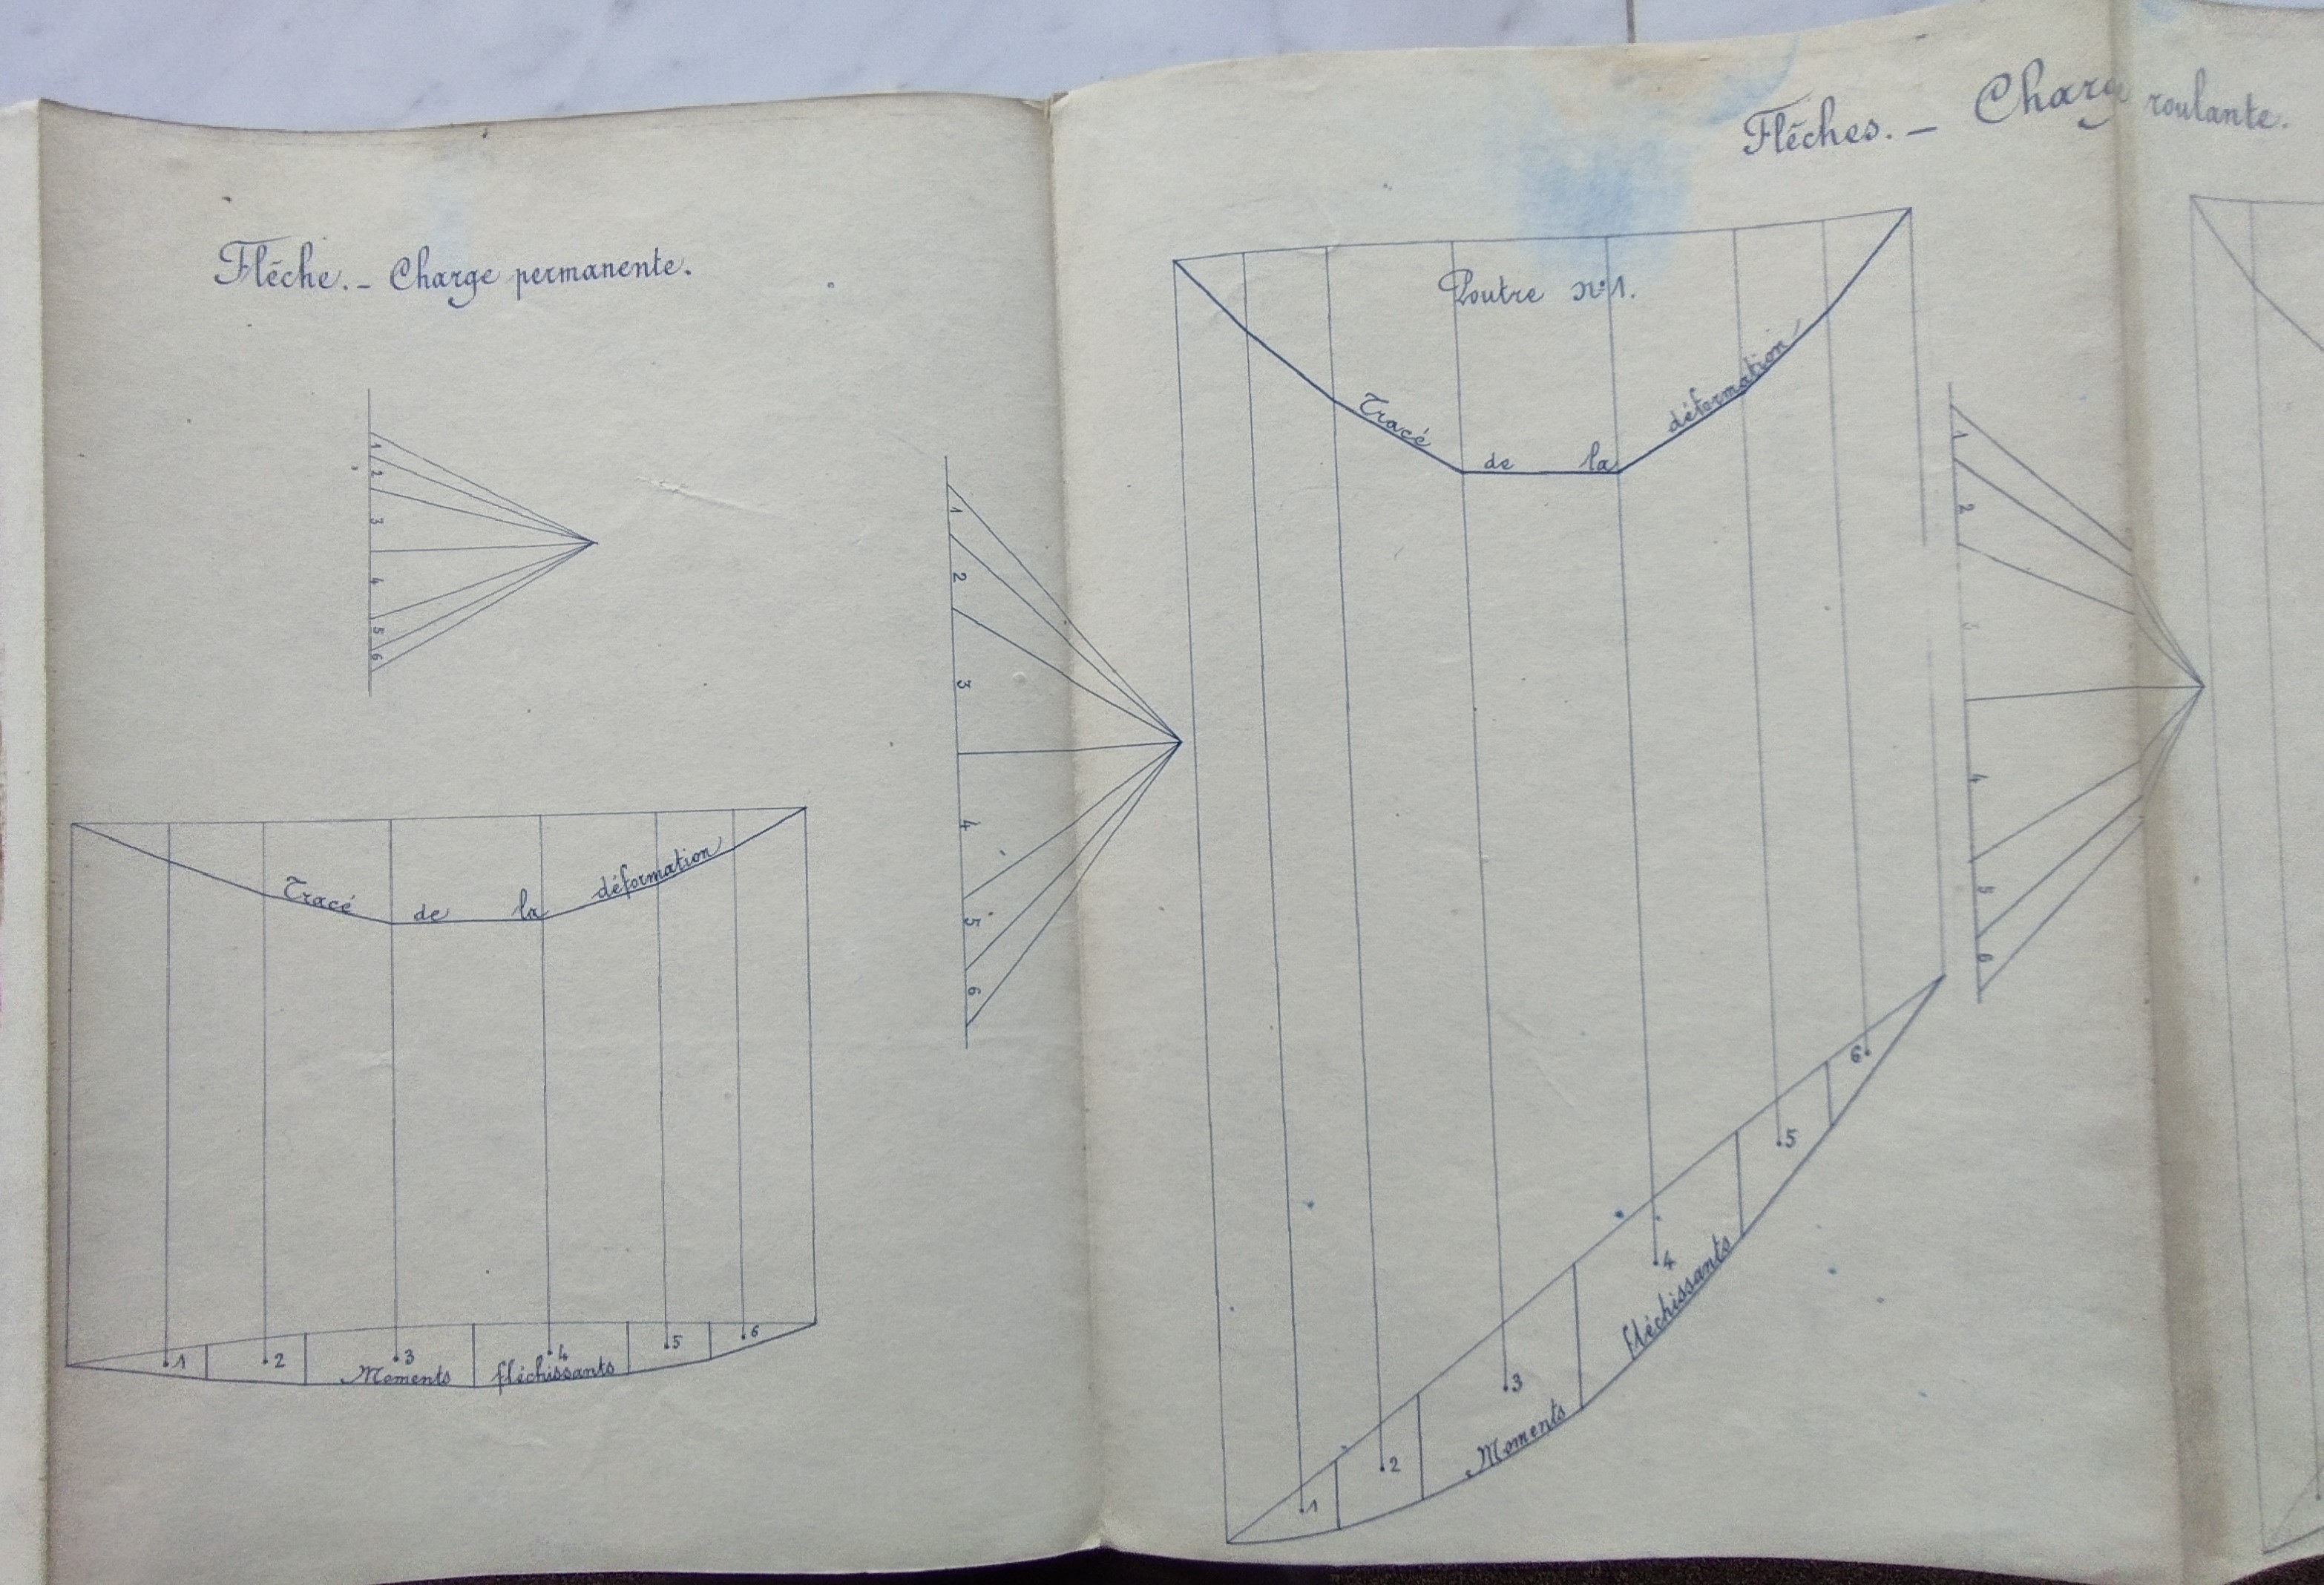 Flèche. - Charge permanente.
1
2
3
4
5
6
Tracé de la déformation
1 2 3 4 5 6
Moments fléchissants
Flèches. - Charge roulante.
1
2
3
4
5
6
Poutre n°1.
Tracé de la déformation
1 2 3 4 5 6
Moments fléchissants
1
2
3
4
5
6